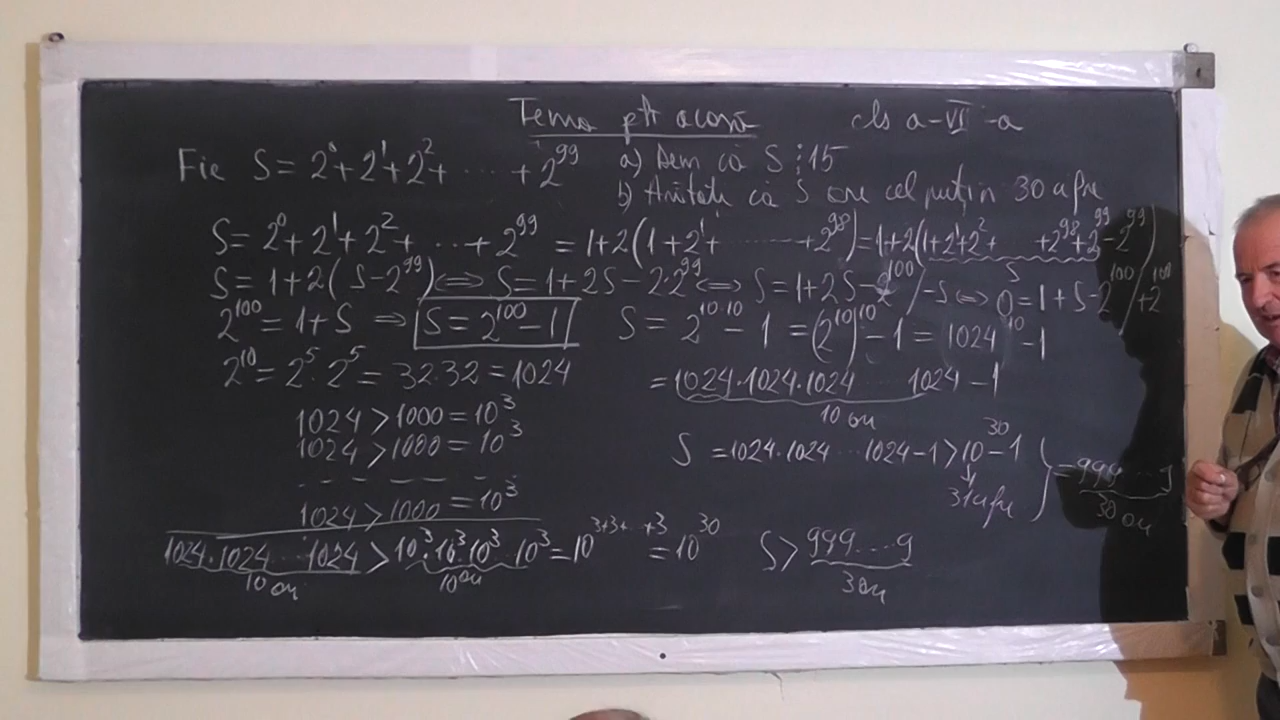 Tema ptr acasă cls a-VI-a
Fie S = 2⁰+2¹+2²+ ... +2⁹⁹ a) Dem că S ⋮ 15
b) Arătați că S are cel puțin 30 cifre
S = 2⁰+2¹+2²+ ... +2⁹⁹ = 1+2(1+2¹+ ... +2⁹⁸) = 1+2(1+2¹+2²+ ... +2⁹⁸+2⁹⁹-2⁹⁹)
S
S = 1+2(S-2⁹⁹) ⇔ S = 1+2S-2·2⁹⁹ ⇔ S = 1+2S-2¹⁰⁰ /-S ⇔ 0 = 1+S-2¹⁰⁰ /+2¹⁰⁰
2¹⁰⁰ = 1+S ⇒ S = 2¹⁰⁰-1 S = 2¹⁰·¹⁰-1 = (2¹⁰)¹⁰-1 = 1024¹⁰-1
2¹⁰ = 2⁵·2⁵ = 32·32 = 1024 = 1024·1024·1024 ... 1024-1
10 ori
1024 > 1000 = 10³
1024 > 1000 = 10³ S = 1024·1024 ... 1024-1 > 10³⁰-1 } = 999 ... 9
31 cifre 30 ori
- - - - - - -
1024 > 1000 = 10³
1024·1024 ... 1024 > 10³·10³·10³ ... 10³ = 10³⁺³⁺ ··· ⁺³ = 10³⁰ S > 999 ... 9
10 ori 10 ori 30 ori